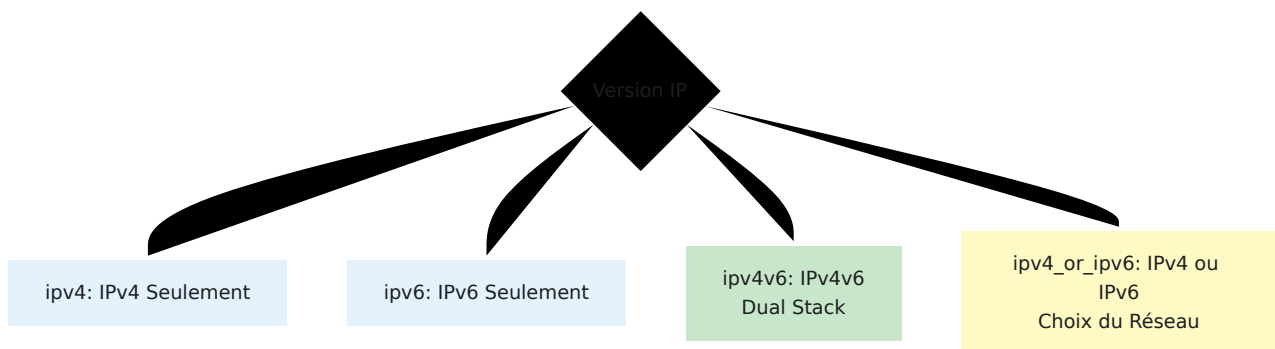 Version IP
ipv4: IPv4 Seulement
ipv6: IPv6 Seulement
ipv4v6: IPv4v6
Dual Stack
ipv4_or_ipv6: IPv4 ou
IPv6
Choix du Réseau